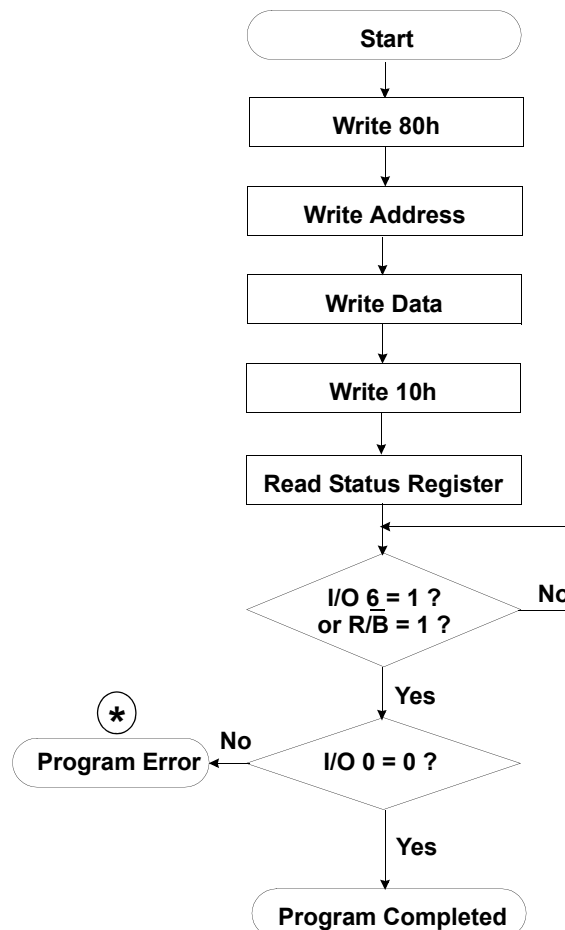 Start
Write 80h
Write Address
Write Data
Write 10h
Read Status Register
I/O 6 = 1 ?
or R/B̅ = 1 ?
No
Yes
*
Program Error
No
I/O 0 = 0 ?
Yes
Program Completed